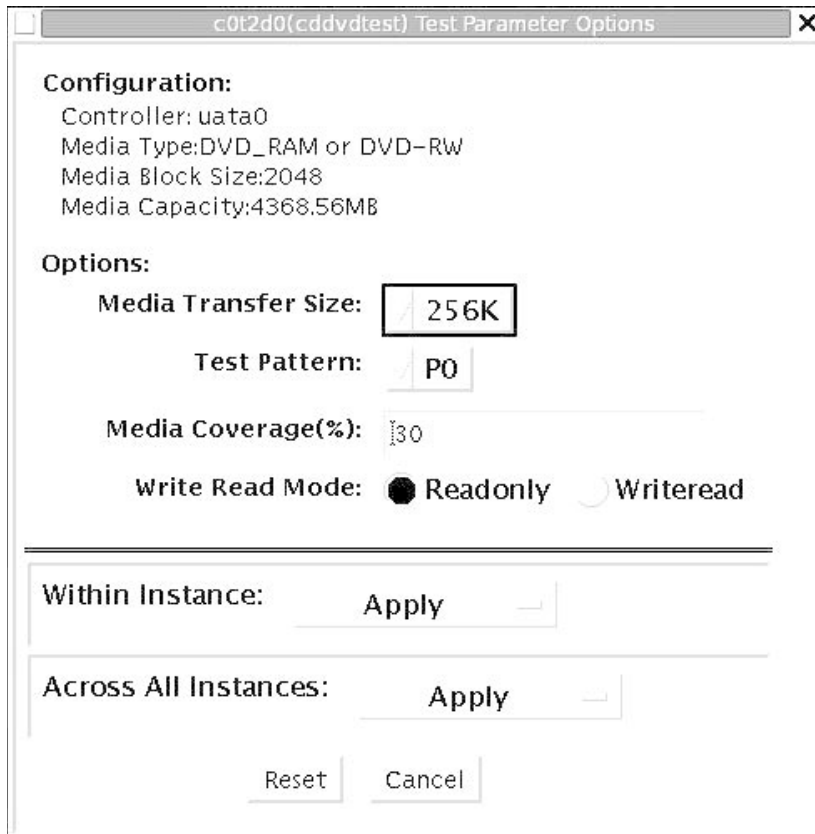 c0t2d0(cddvdtest) Test Parameter Options
Configuration:
Controller: uata0
Media Type:DVD_RAM or DVD-RW
Media Block Size:2048
Media Capacity:4368.56MB
Options:
Media Transfer Size: 256K
Test Pattern: P0
Media Coverage(%): 30
Write Read Mode: Readonly Writeread
Within Instance: Apply
Across All Instances: Apply
Reset Cancel